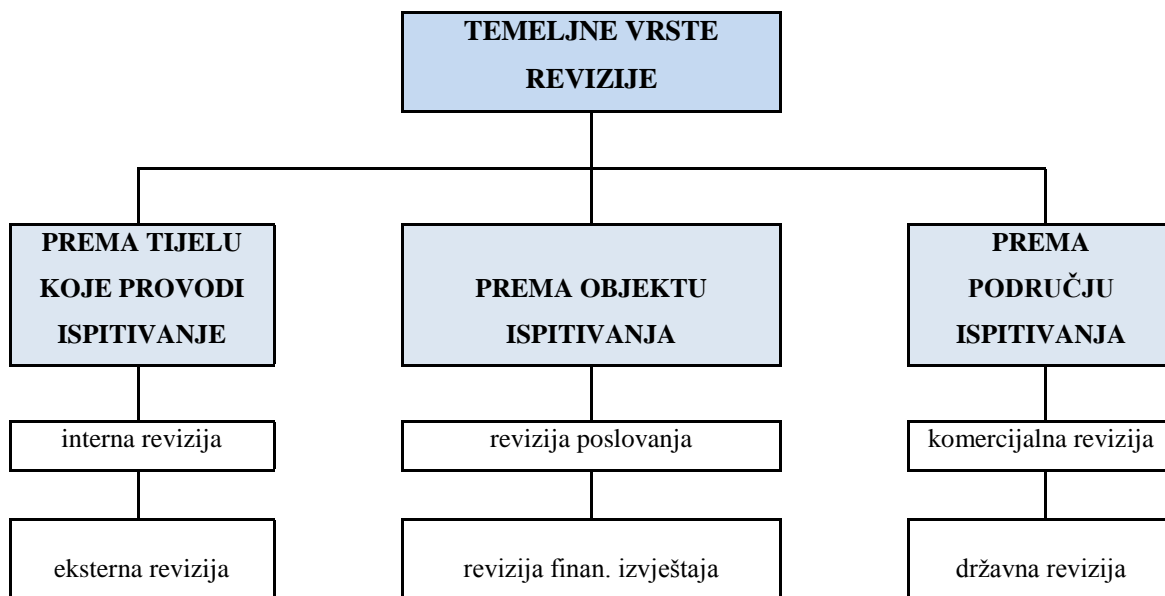 TEMELJNE VRSTE
REVIZIJE
PREMA TIJELU
KOJE PROVODI
ISPITIVANJE
PREMA OBJEKTU
ISPITIVANJA
PREMA
PODRUČJU
ISPITIVANJA
interna revizija
revizija poslovanja
komercijalna revizija
eksterna revizija
revizija finan. izvještaja
državna revizija